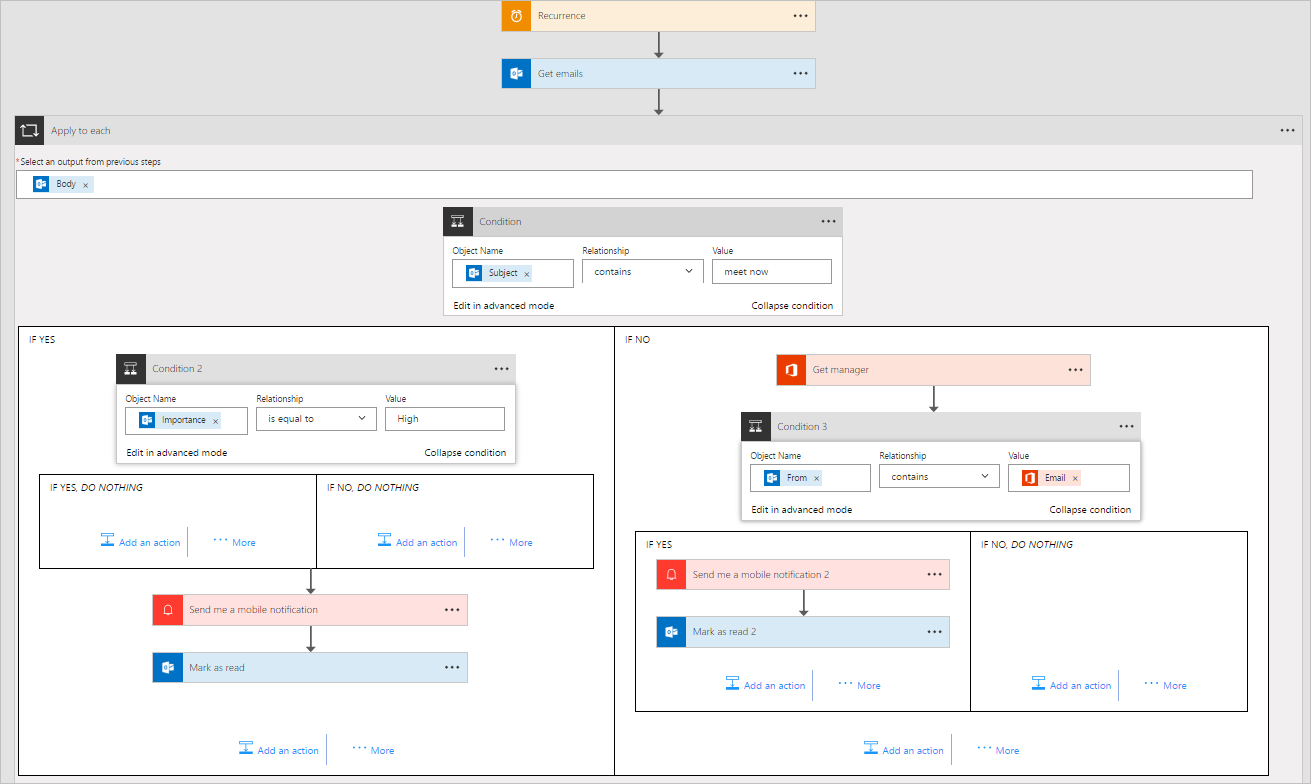 Recurrence
Get emails
Apply to each
*Select an output from previous steps
Body x
Condition
Object Name Relationship Value
Subject x contains meet now
Edit in advanced mode Collapse condition
IF YES
Condition 2
Object Name Relationship Value
Importance x is equal to High
Edit in advanced mode Collapse condition
IF YES, DO NOTHING
Add an action More
IF NO, DO NOTHING
Add an action More
Send me a mobile notification
Mark as read
Add an action More
IF NO
Get manager
Condition 3
Object Name Relationship Value
From x contains Email x
Edit in advanced mode Collapse condition
IF YES
Send me a mobile notification 2
Mark as read 2
Add an action More
IF NO, DO NOTHING
Add an action More
Add an action More